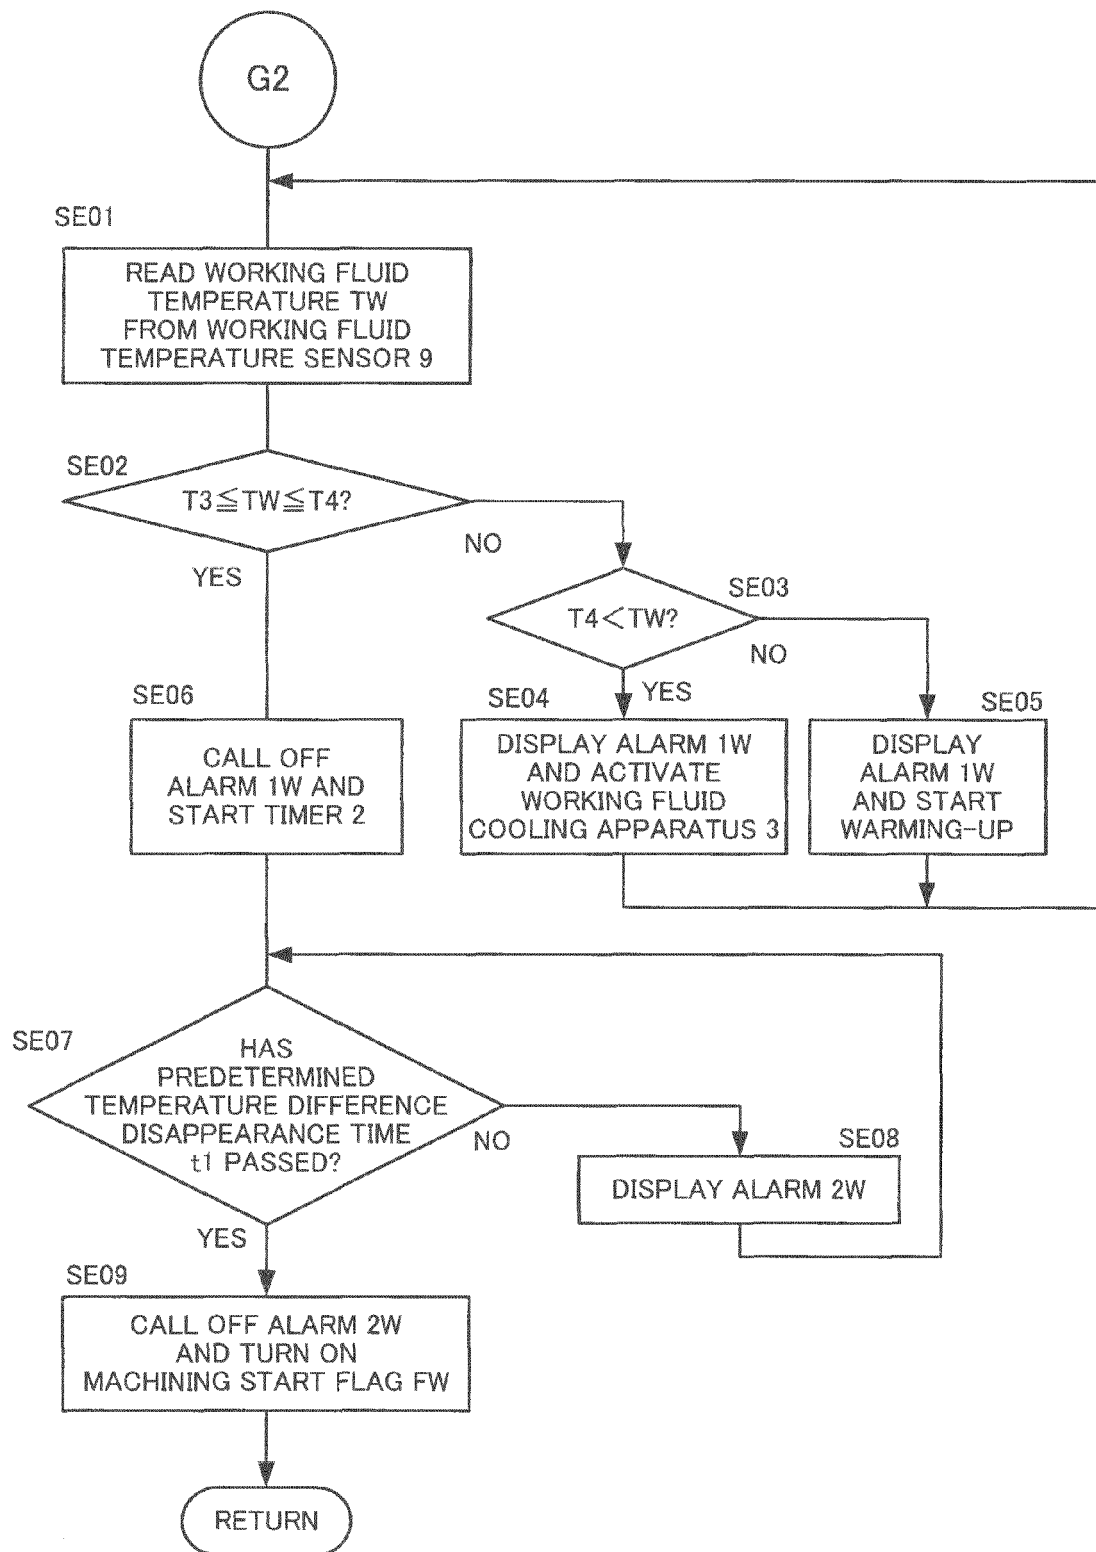 G2
SE01
READ WORKING FLUID
TEMPERATURE TW
FROM WORKING FLUID
TEMPERATURE SENSOR 9
SE02
T3≦TW≦T4?
NO
YES
SE03
T4<TW?
NO
YES
SE04
DISPLAY ALARM 1W
AND ACTIVATE
WORKING FLUID
COOLING APPARATUS 3
SE05
DISPLAY
ALARM 1W
AND START
WARMING-UP
SE06
CALL OFF
ALARM 1W AND
START TIMER 2
SE07
HAS
PREDETERMINED
TEMPERATURE DIFFERENCE
DISAPPEARANCE TIME
t1 PASSED?
NO
SE08
DISPLAY ALARM 2W
YES
SE09
CALL OFF ALARM 2W
AND TURN ON
MACHINING START FLAG FW
RETURN